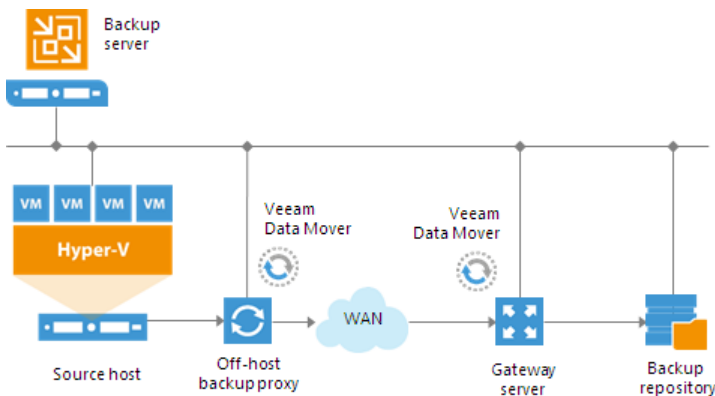 Backup
server
VM VM VM VM
Hyper-V
Veeam
Data Mover
Veeam
Data Mover
WAN
Source host
Off-host
backup proxy
Gateway
server
Backup
repository